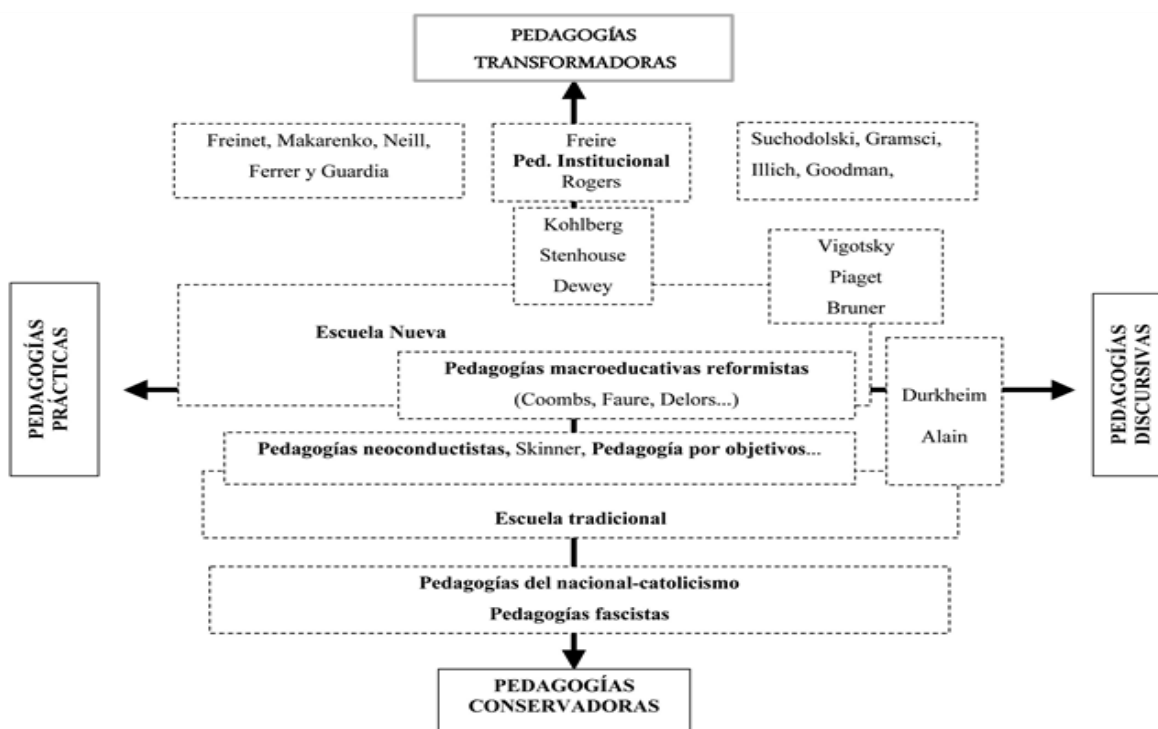 PEDAGOGÍAS
TRANSFORMADORAS
Freinet, Makarenko, Neill,
Ferrer y Guardia
Freire
Ped. Institucional
Rogers
Suchodolski, Gramsci,
Illich, Goodman,
Kohlberg
Stenhouse
Dewey
Vigotsky
Piaget
Bruner
PEDAGOGÍAS
PRÁCTICAS
Escuela Nueva
Pedagogías macroeducativas reformistas
(Coombs, Faure, Delors...)
Durkheim
Alain
PEDAGOGÍAS
DISCURSIVAS
Pedagogías neoconductistas, Skinner, Pedagogía por objetivos...
Escuela tradicional
Pedagogías del nacional-catolicismo
Pedagogías fascistas
PEDAGOGÍAS
CONSERVADORAS